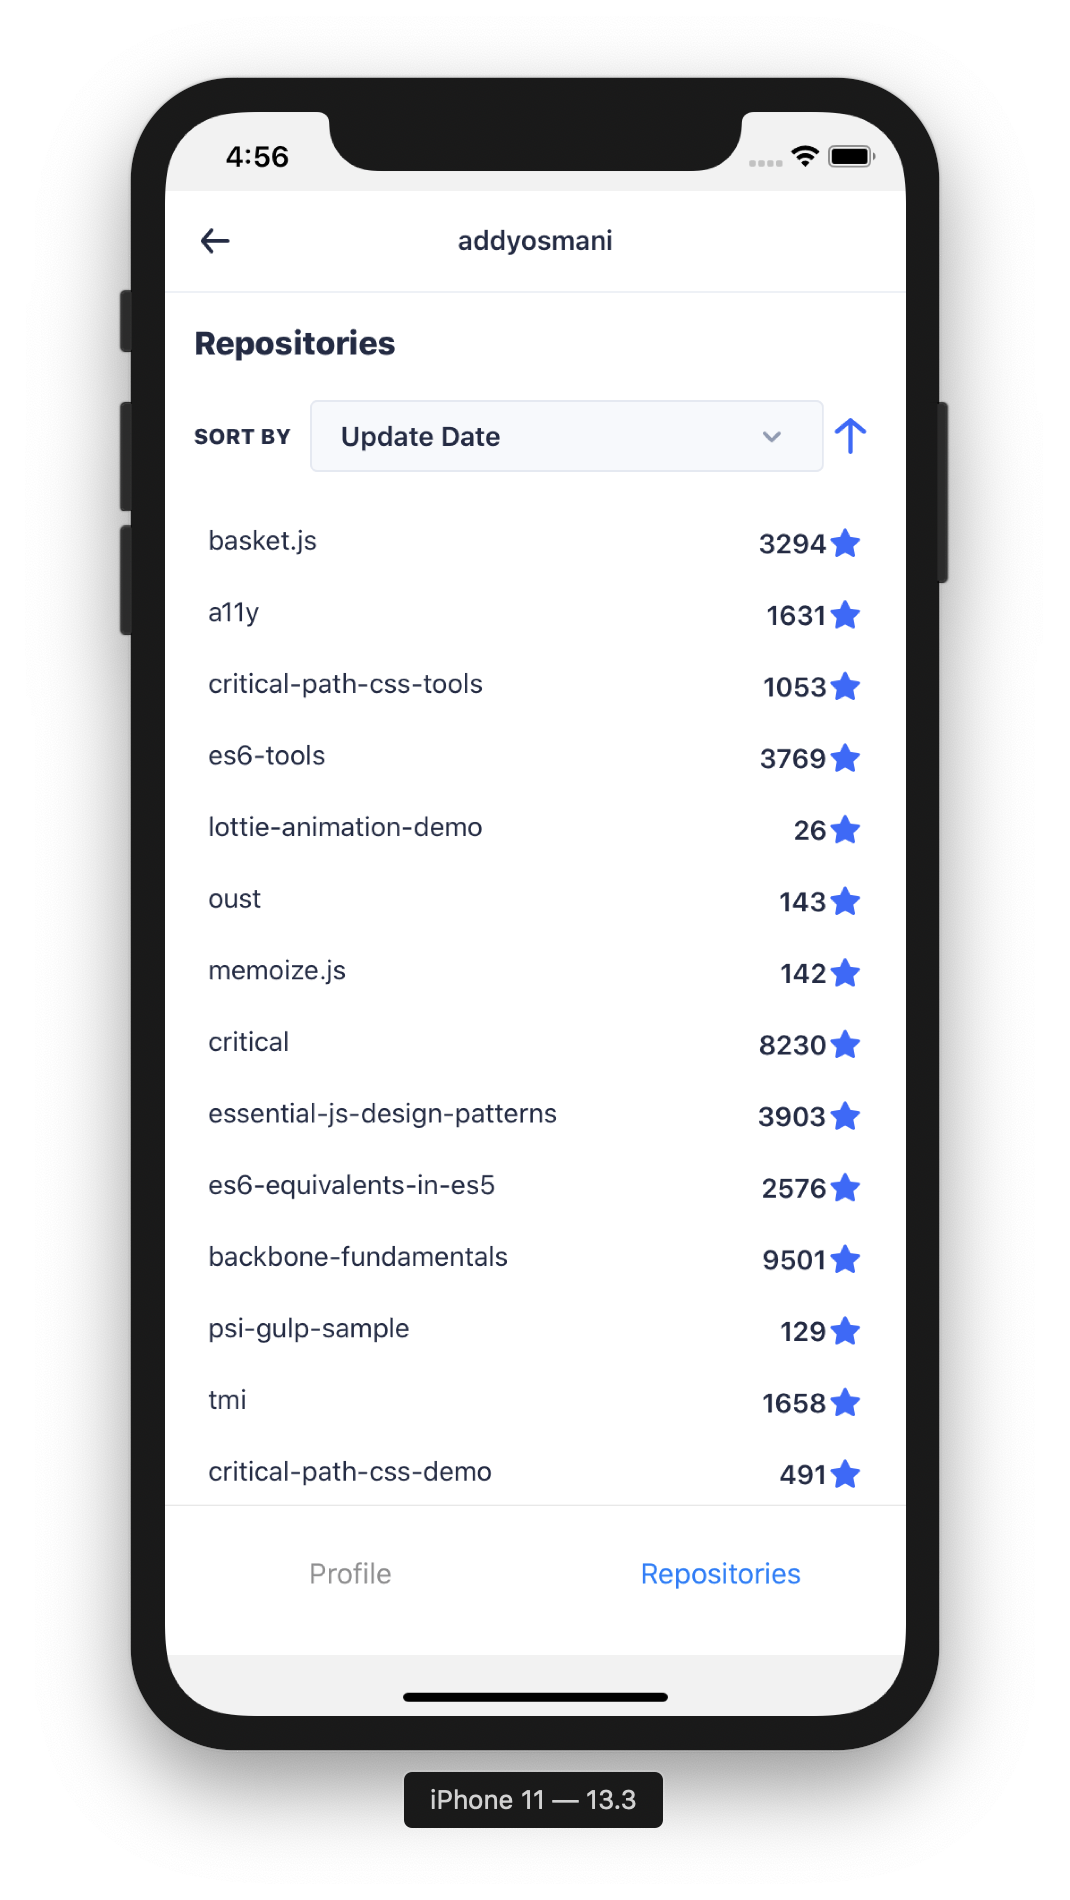 4:56
addyosmani
Repositories
SORT BY Update Date
basket.js 3294
a11y 1631
critical-path-css-tools 1053
es6-tools 3769
lottie-animation-demo 26
oust 143
memoize.js 142
critical 8230
essential-js-design-patterns 3903
es6-equivalents-in-es5 2576
backbone-fundamentals 9501
psi-gulp-sample 129
tmi 1658
critical-path-css-demo 491
Profile Repositories
iPhone 11 — 13.3